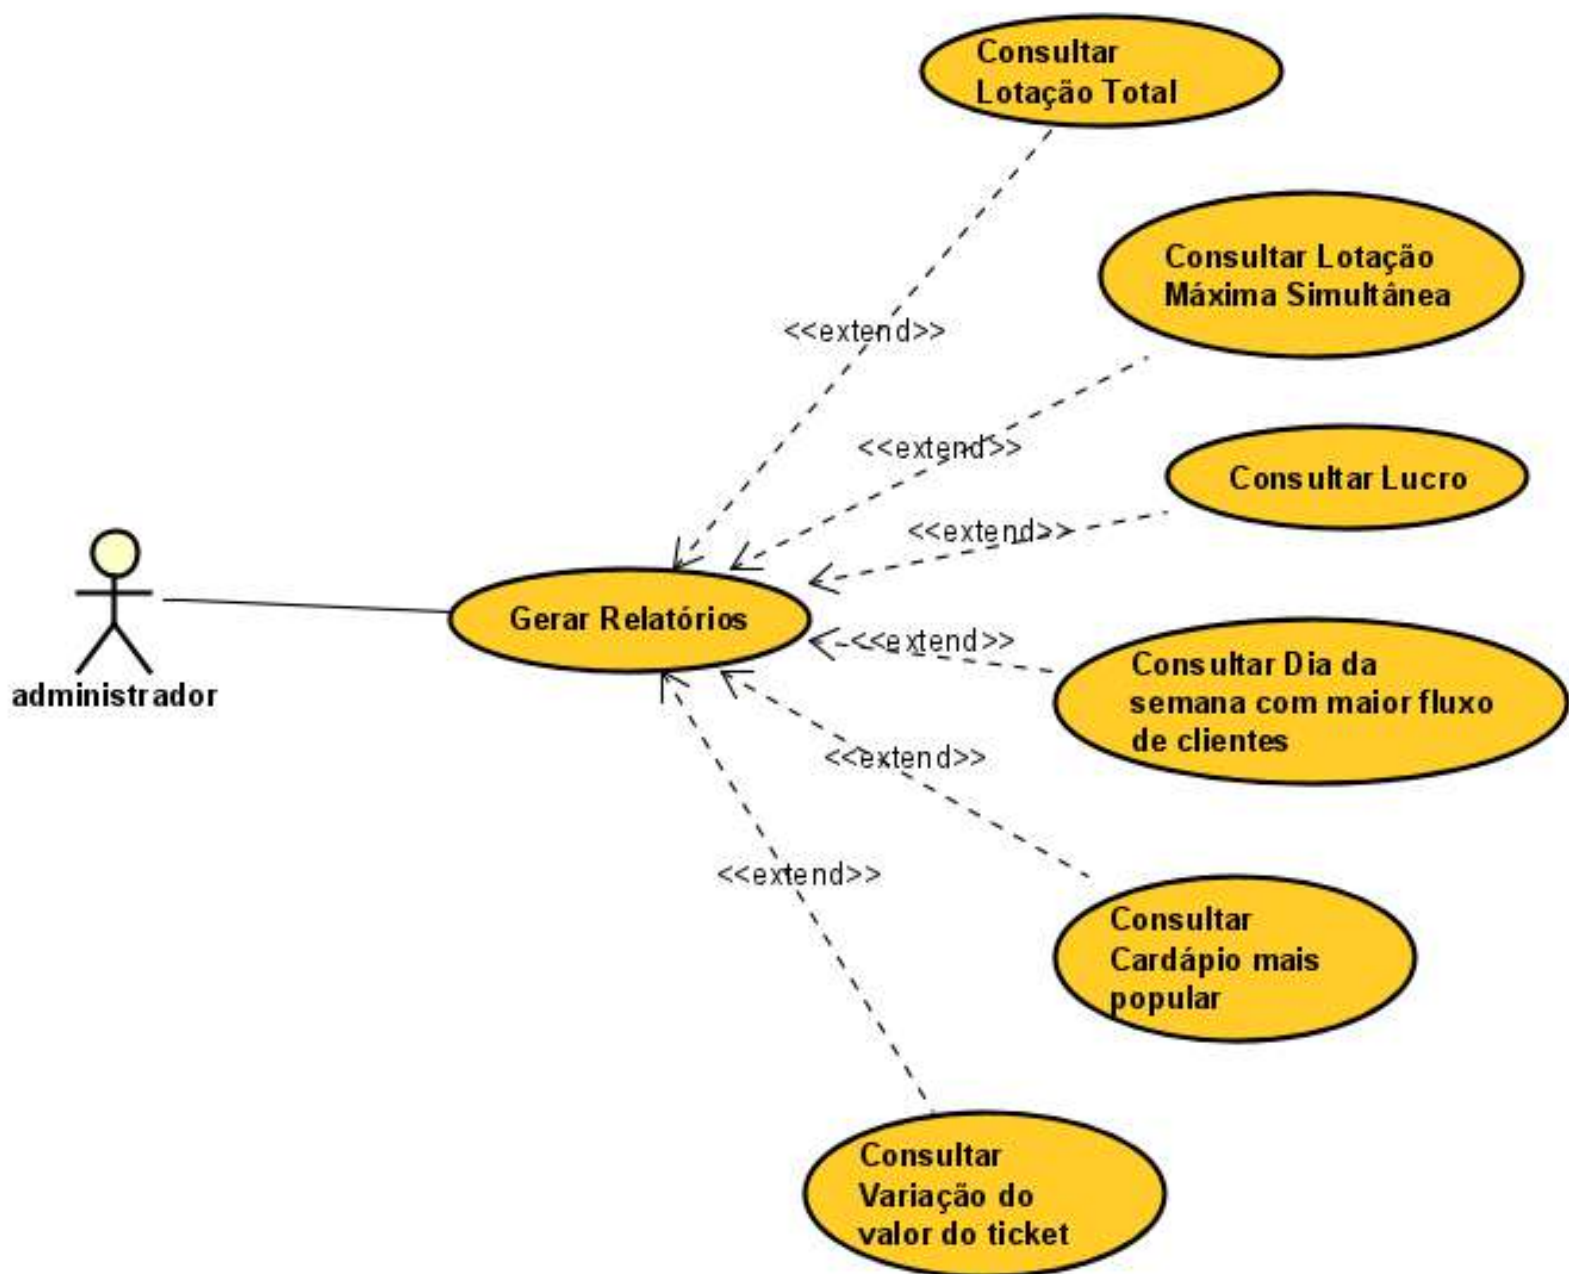 Consultar
Lotação Total
Consultar Lotação
Máxima Simultânea
<<extend>>
<<extend>>
Consultar Lucro
<<extend>>
Gerar Relatórios
administrador
<<extend>>
Consultar Dia da
semana com maior fluxo
de clientes
<<extend>>
<<extend>>
Consultar
Cardápio mais
popular
Consultar
Variação do
valor do ticket